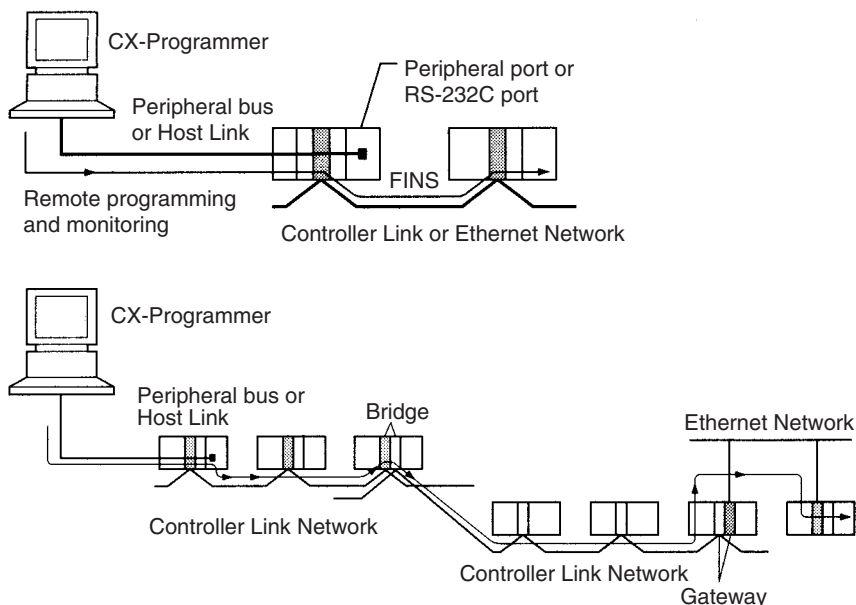 CX-Programmer
Peripheral port or
RS-232C port
Peripheral bus
or Host Link
FINS
Remote programming
and monitoring
Controller Link or Ethernet Network
CX-Programmer
Peripheral bus or
Host Link
Bridge
Ethernet Network
Controller Link Network
Controller Link Network
Gateway